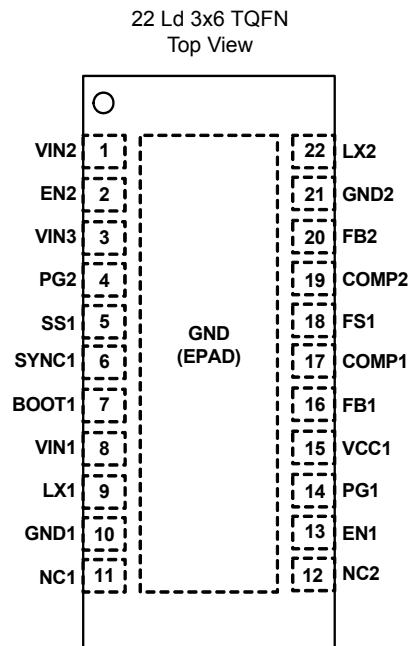 22 Ld 3x6 TQFN
Top View
VIN2 1 22 LX2
EN2 2 21 GND2
VIN3 3 20 FB2
PG2 4 19 COMP2
SS1 5 18 FS1
GND
(EPAD)
SYNC1 6 17 COMP1
BOOT1 7 16 FB1
VIN1 8 15 VCC1
LX1 9 14 PG1
GND1 10 13 EN1
NC1 11 12 NC2